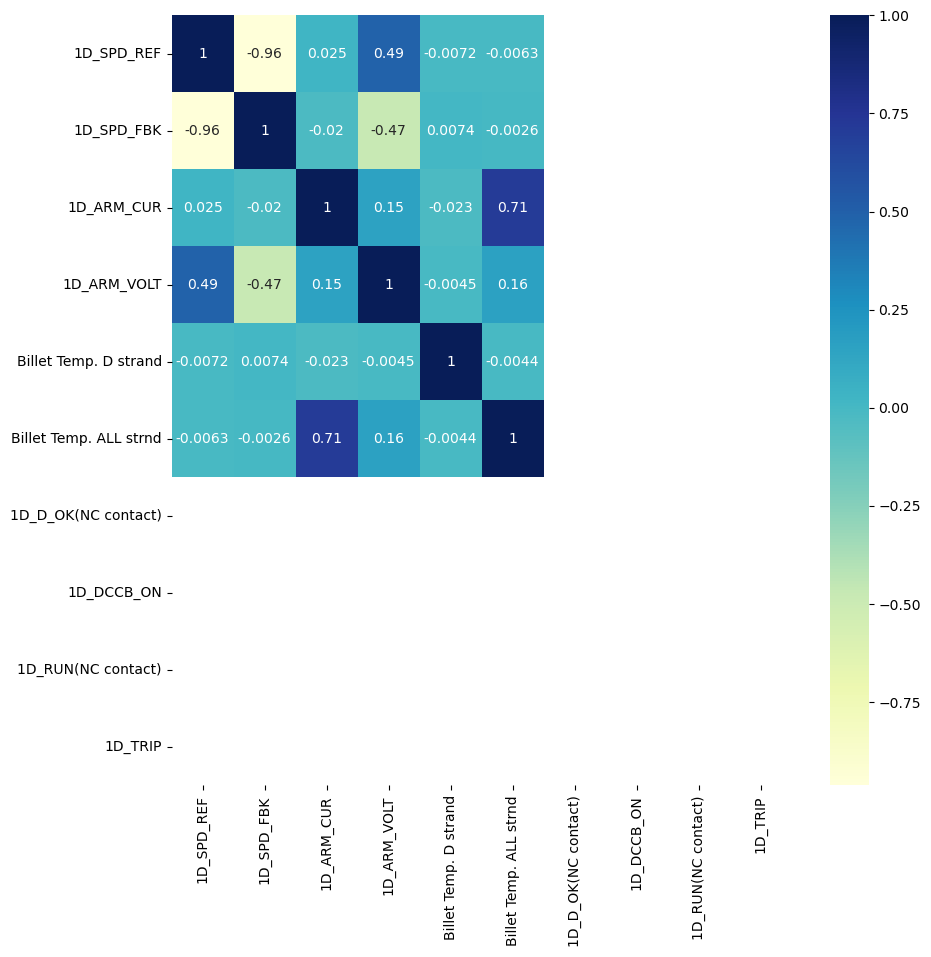 1D_SPD_REF 1 -0.96 0.025 0.49 -0.0072 -0.0063
1D_SPD_FBK -0.96 1 -0.02 -0.47 0.0074 -0.0026
1D_ARM_CUR 0.025 -0.02 1 0.15 -0.023 0.71
1D_ARM_VOLT 0.49 -0.47 0.15 1 -0.0045 0.16
Billet Temp. D strand -0.0072 0.0074 -0.023 -0.0045 1 -0.0044
Billet Temp. ALL strnd -0.0063 -0.0026 0.71 0.16 -0.0044 1
1D_D_OK(NC contact)
1D_DCCB_ON
1D_RUN(NC contact)
1D_TRIP
1D_SPD_REF
1D_SPD_FBK
1D_ARM_CUR
1D_ARM_VOLT
Billet Temp. D strand
Billet Temp. ALL strnd
1D_D_OK(NC contact)
1D_DCCB_ON
1D_RUN(NC contact)
1D_TRIP
1.00
0.75
0.50
0.25
0.00
−0.25
−0.50
−0.75